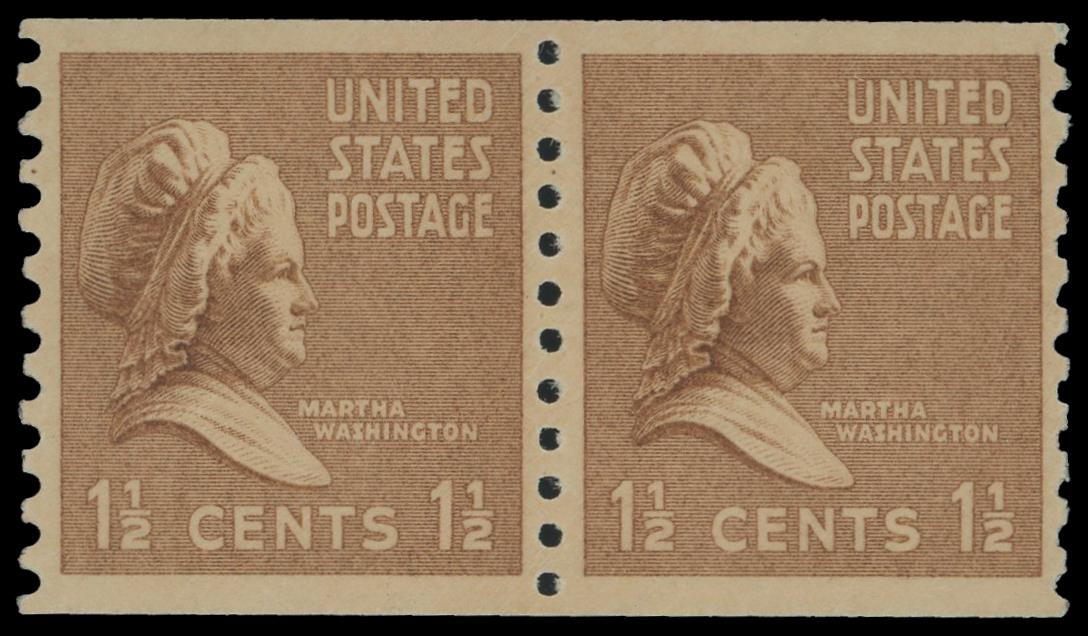 UNITED
STATES
POSTAGE
MARTHA
WASHINGTON
1½ CENTS 1½
UNITED
STATES
POSTAGE
MARTHA
WASHINGTON
1½ CENTS 1½